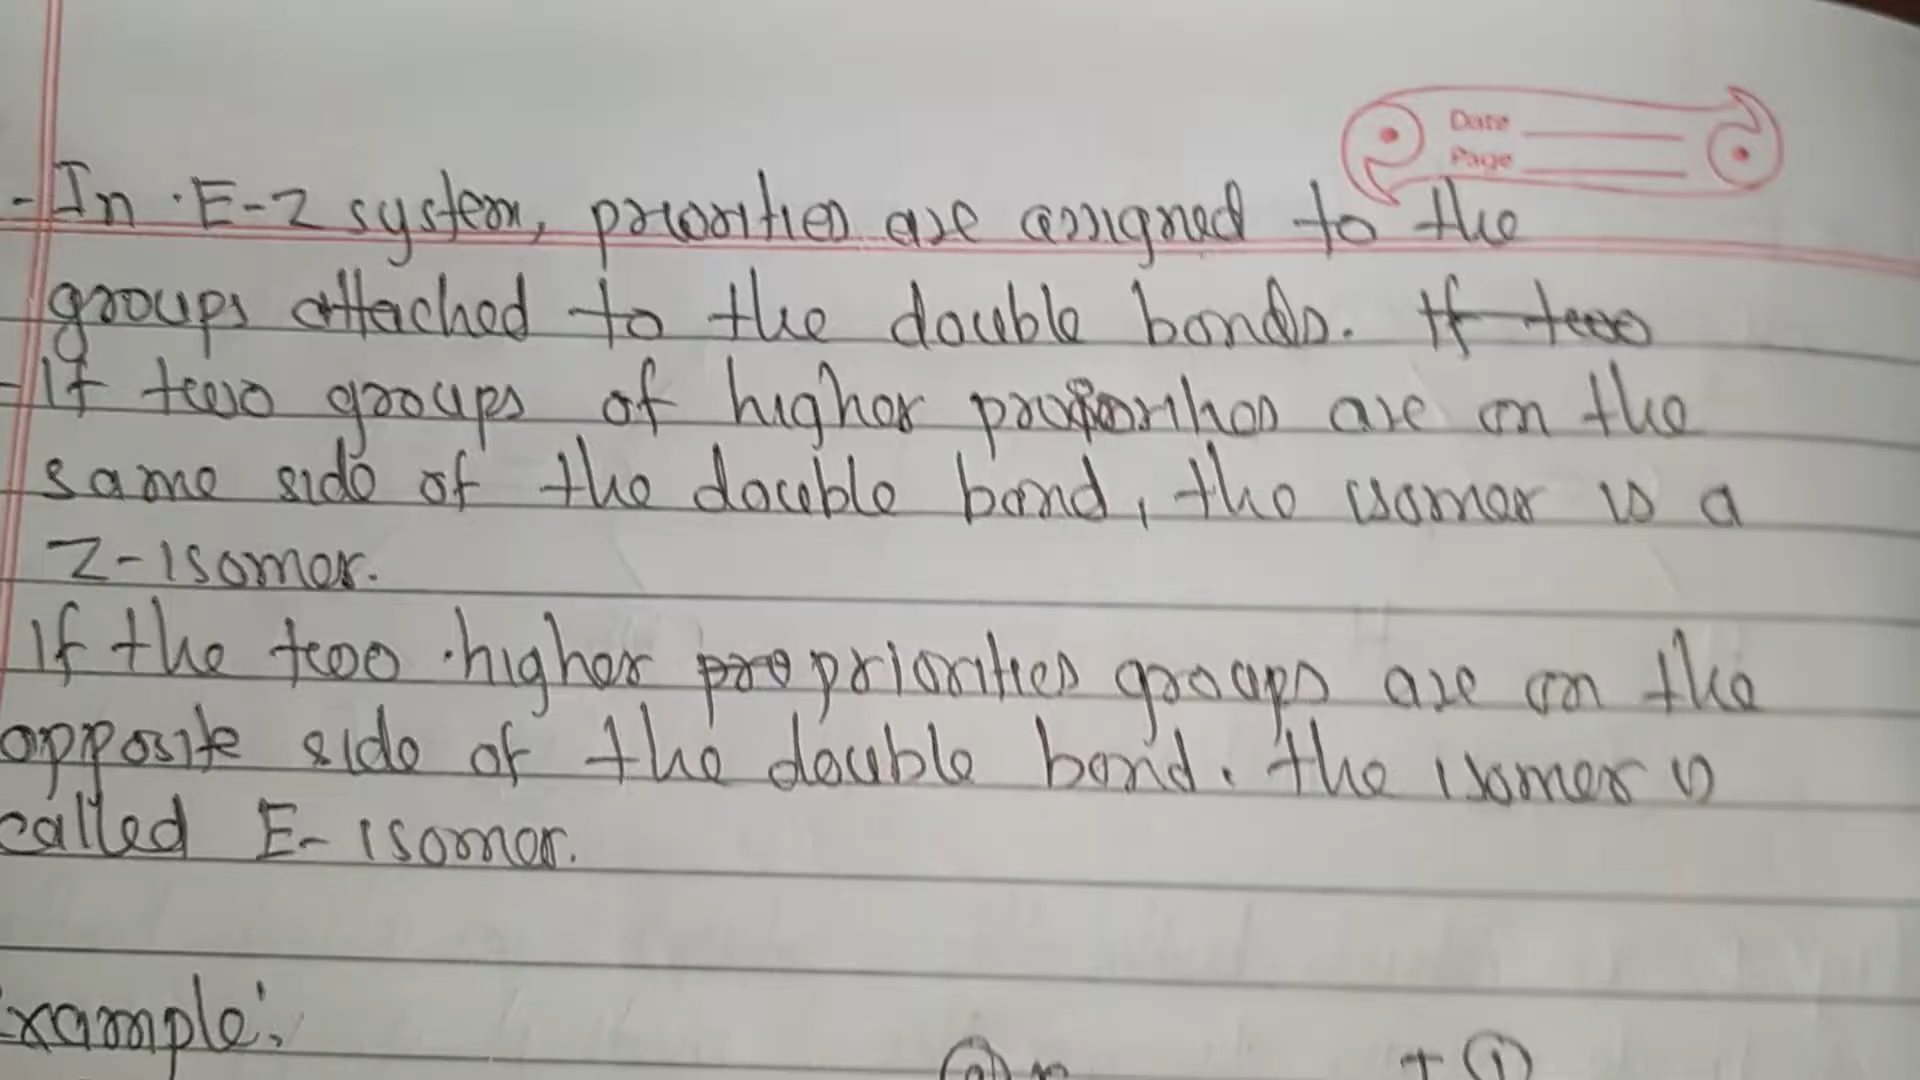 Date
Page
- In E-Z system, priorities are assigned to the
groups attached to the double bonds. If two
- If two groups of higher priorities are on the
same side of the double bond, the isomer is a
Z-isomer.
If the two higher pro priorities groups are on the
opposite side of the double bond. the isomer is
called E-isomer.
Example: